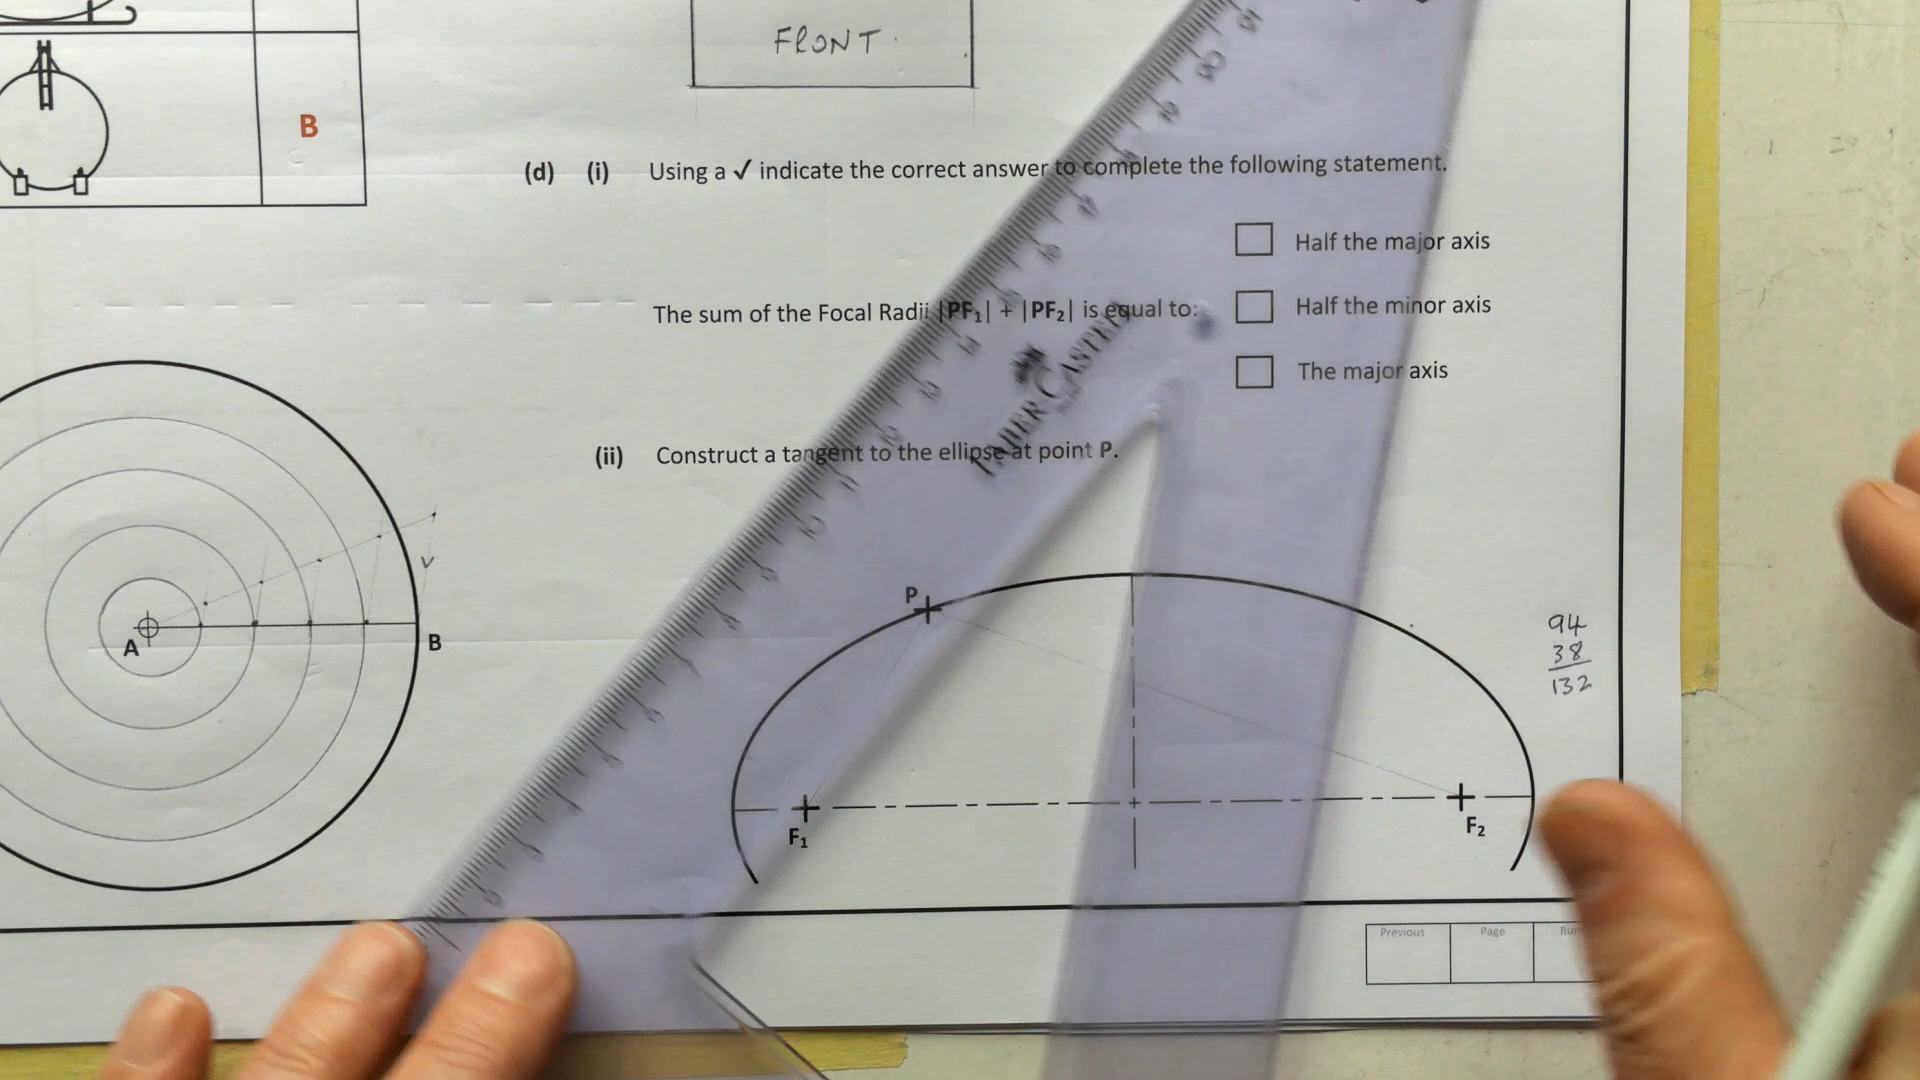 FRONT
B
(d) (i) Using a ✓ indicate the correct answer to complete the following statement.
Half the major axis
The sum of the Focal Radii |PF₁| + |PF₂| is equal to:
Half the minor axis
The major axis
FABER CASTELL
(ii) Construct a tangent to the ellipse at point P.
P
A
B
94
38
132
F₁
F₂
Previous
Page